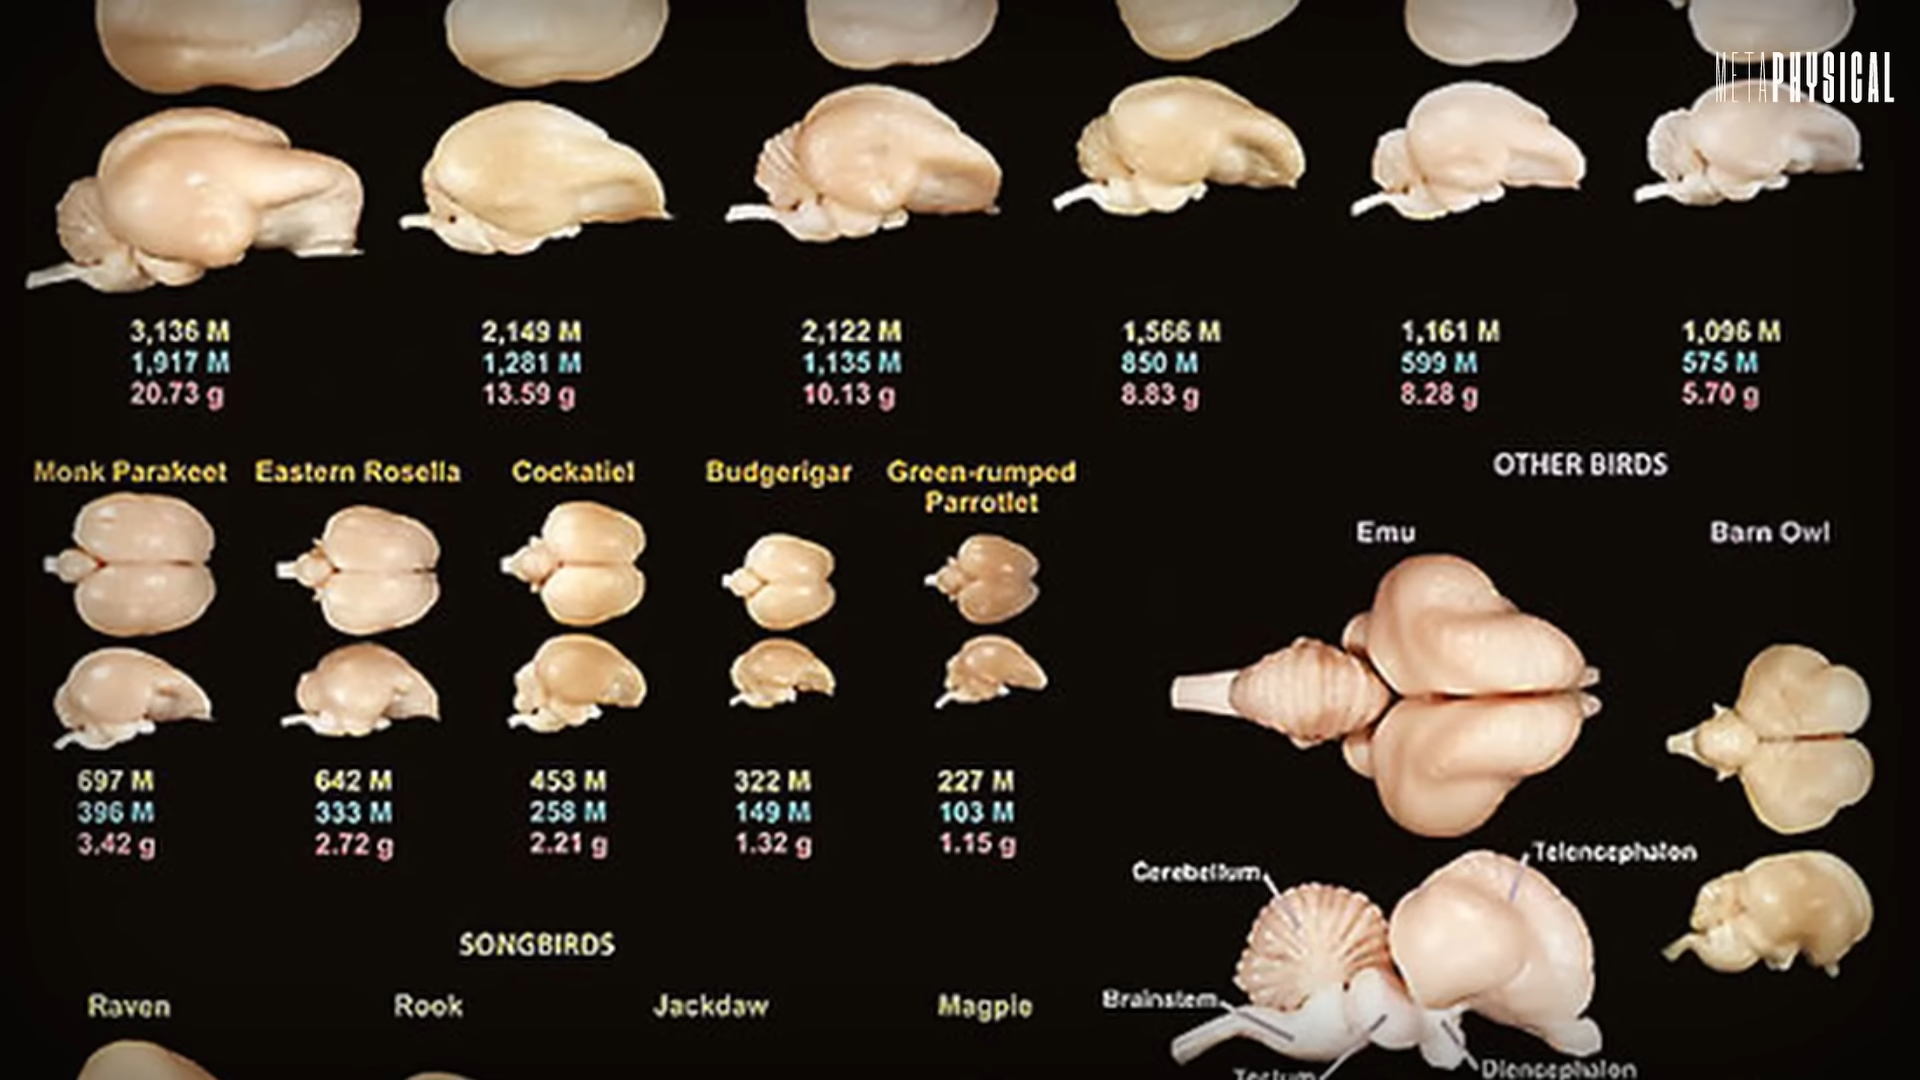 METAPHYSICAL
3,136 M 2,149 M 2,122 M 1,566 M 1,161 M 1,096 M
1,917 M 1,281 M 1,135 M 850 M 599 M 575 M
20.73 g 13.59 g 10.13 g 8.83 g 8.28 g 5.70 g
Monk Parakeet Eastern Rosella Cockatiel Budgerigar Green-rumped
Parrotlet
697 M 642 M 453 M 322 M 227 M
396 M 333 M 258 M 149 M 103 M
3.42 g 2.72 g 2.21 g 1.32 g 1.15 g
OTHER BIRDS
Emu Barn Owl
Telencephalon
Cerebellum
Brainstem
Tectum
Diencephalon
SONGBIRDS
Raven Rook Jackdaw Magpie